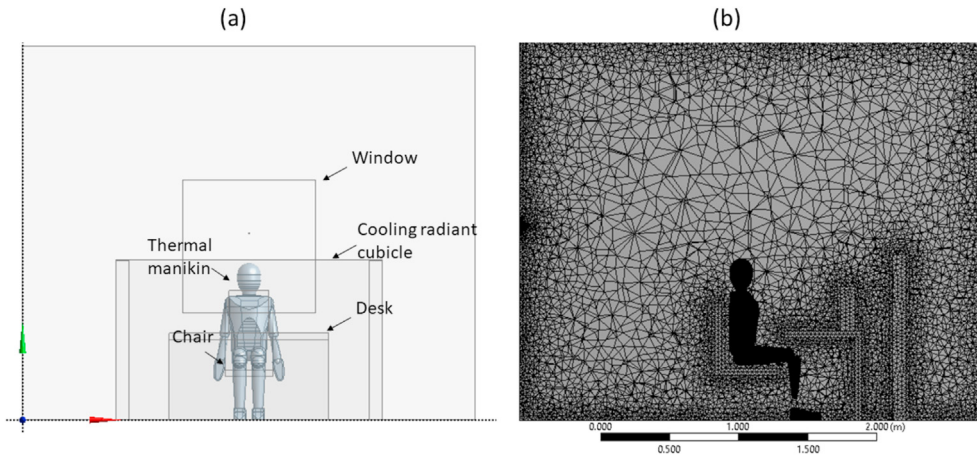 (a)
(b)
Window
Cooling radiant
cubicle
Thermal
manikin
Desk
Chair
0.000
1.000
2.000 (m)
0.500
1.500